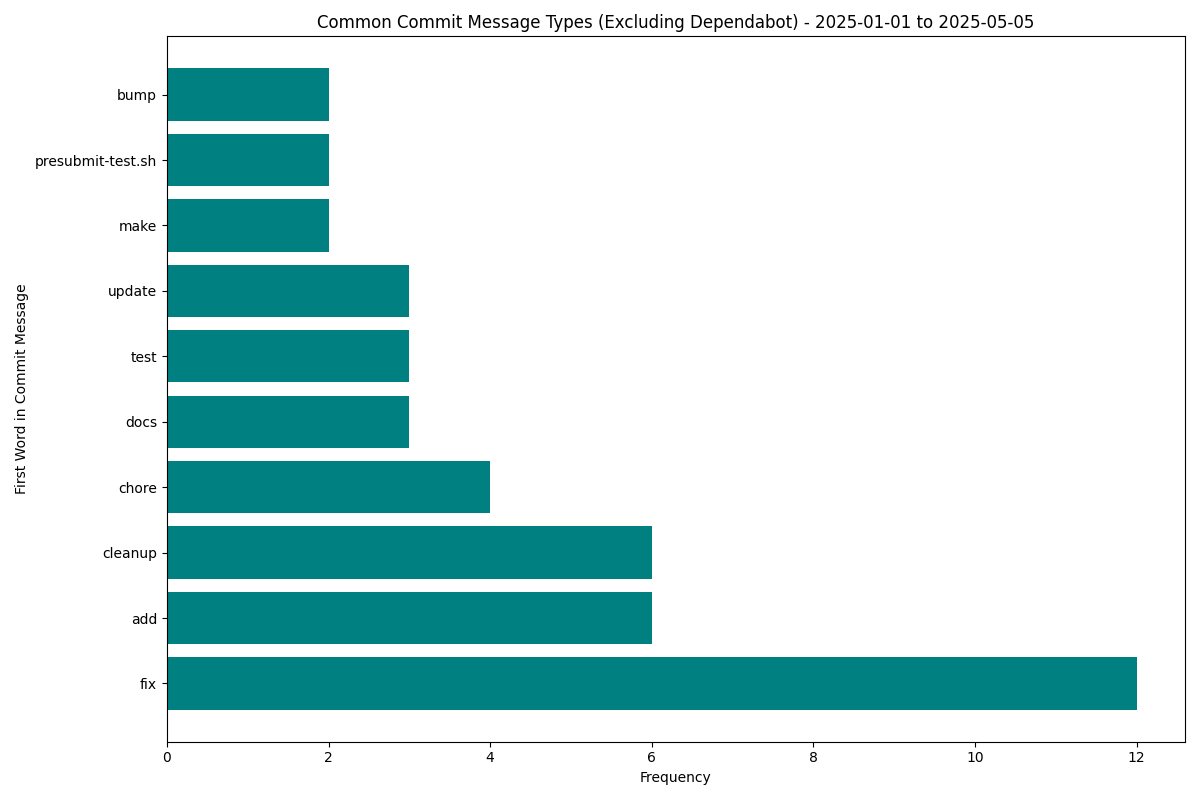 Common Commit Message Types (Excluding Dependabot) - 2025-01-01 to 2025-05-05
First Word in Commit Message
bump
presubmit-test.sh
make
update
test
docs
chore
cleanup
add
fix
0 2 4 6 8 10 12
Frequency